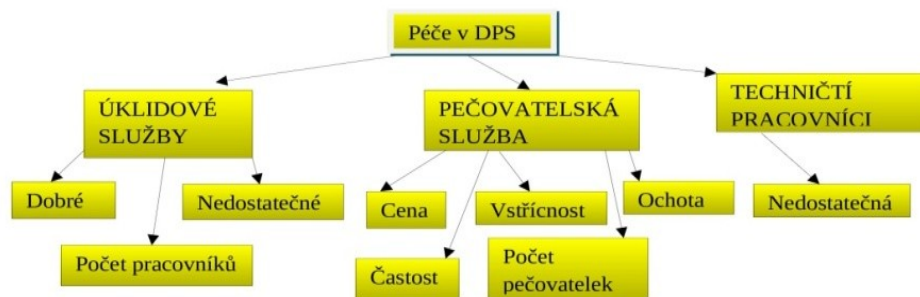 Péče v DPS
ÚKLIDOVÉ
SLUŽBY
PEČOVATELSKÁ
SLUŽBA
TECHNIČTÍ
PRACOVNÍCI
Dobré
Nedostatečné
Cena
Vstřícnost
Ochota
Nedostatečná
Počet pracovníků
Častost
Počet
pečovatelek